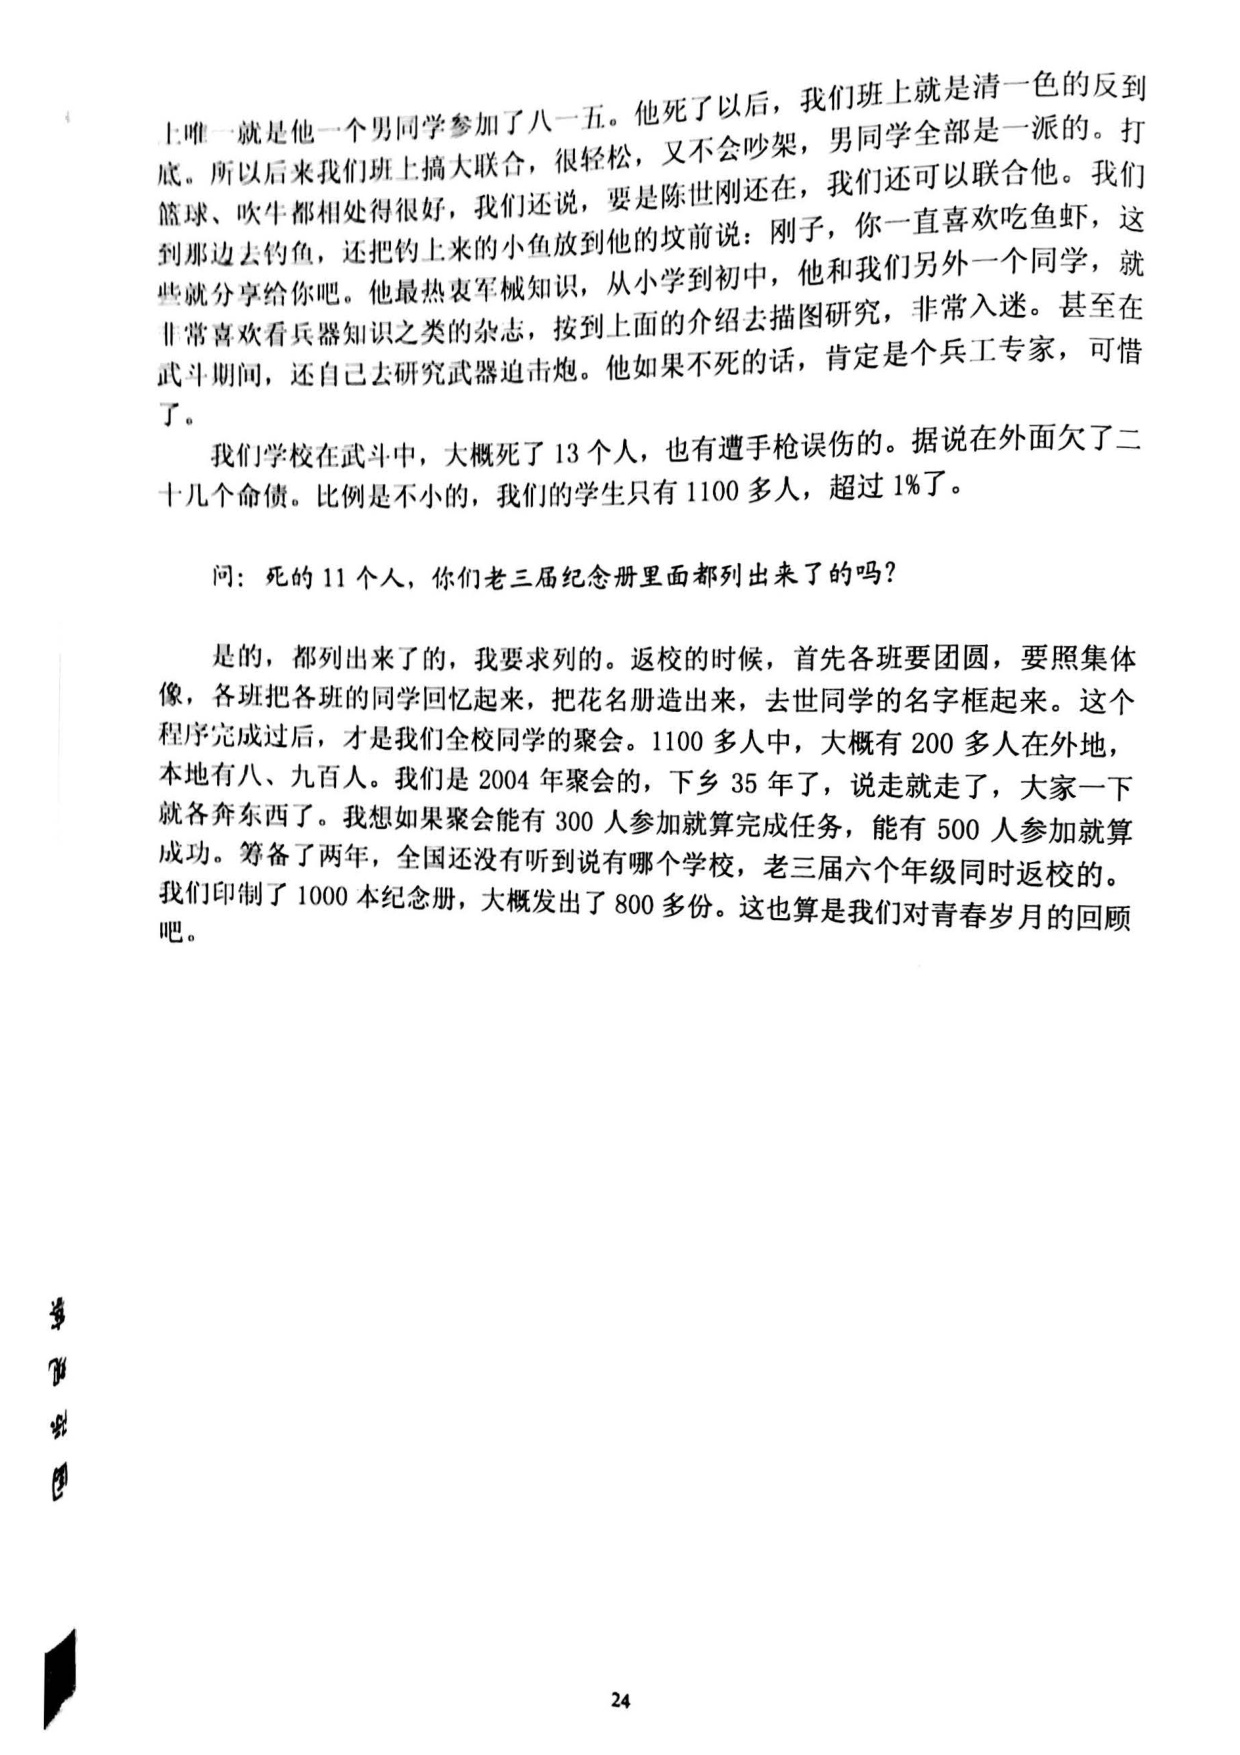 上唯一就是他一个男同学参加了八一五。他死了以后，我们班上就是清一色的反到
底。所以后来我们班上搞大联合，很轻松，又不会吵架，男同学全部是一派的。打
篮球、吹牛都相处得很好，我们还说，要是陈世刚还在，我们还可以联合他。我们
到那边去钓鱼，还把钓上来的小鱼放到他的坟前说：刚子，你一直喜欢吃鱼虾，这
些就分享给你吧。他最热衷军械知识，从小学到初中，他和我们另外一个同学，就
非常喜欢看兵器知识之类的杂志，按到上面的介绍去描图研究，非常入迷。甚至在
武斗期间，还自己去研究武器迫击炮。他如果不死的话，肯定是个兵工专家，可惜
了。
我们学校在武斗中，大概死了 13 个人，也有遭手枪误伤的。据说在外面欠了二
十几个命债。比例是不小的，我们的学生只有 1100 多人，超过 1%了。
问：死的 11 个人，你们老三届纪念册里面都列出来了的吗？
是的，都列出来了的，我要求列的。返校的时候，首先各班要团圆，要照集体
像，各班把各班的同学回忆起来，把花名册造出来，去世同学的名字框起来。这个
程序完成过后，才是我们全校同学的聚会。1100 多人中，大概有 200 多人在外地，
本地有八、九百人。我们是 2004 年聚会的，下乡 35 年了，说走就走了，大家一下
就各奔东西了。我想如果聚会能有 300 人参加就算完成任务，能有 500 人参加就算
成功。筹备了两年，全国还没有听到说有哪个学校，老三届六个年级同时返校的。
我们印制了 1000 本纪念册，大概发出了 800 多份。这也算是我们对青春岁月的回顾
吧。
24